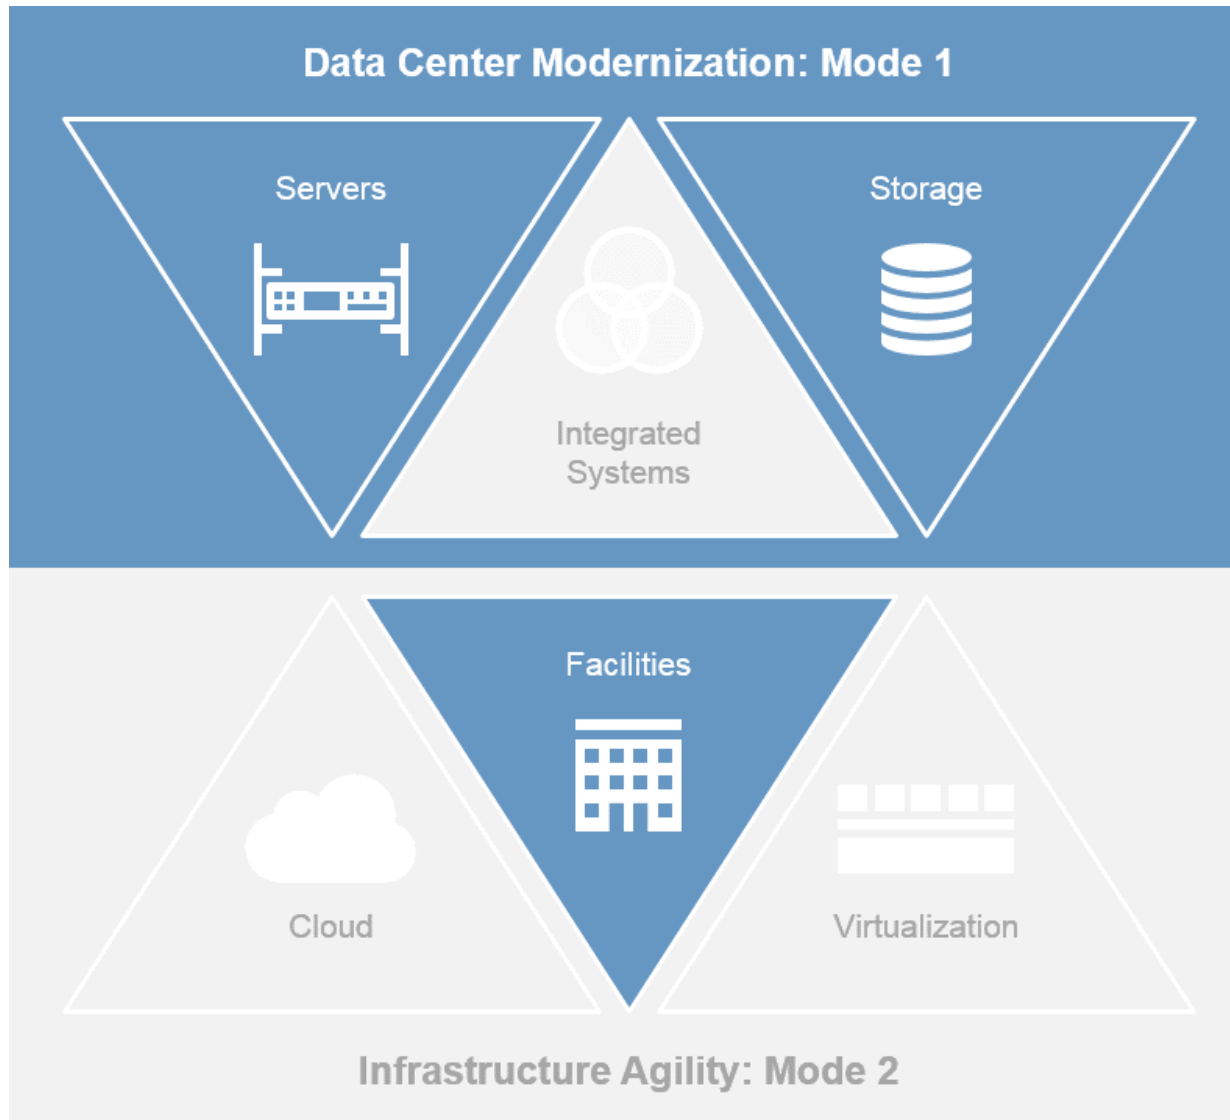 Data Center Modernization: Mode 1
Servers
Storage
Integrated
Systems
Facilities
Cloud
Virtualization
Infrastructure Agility: Mode 2